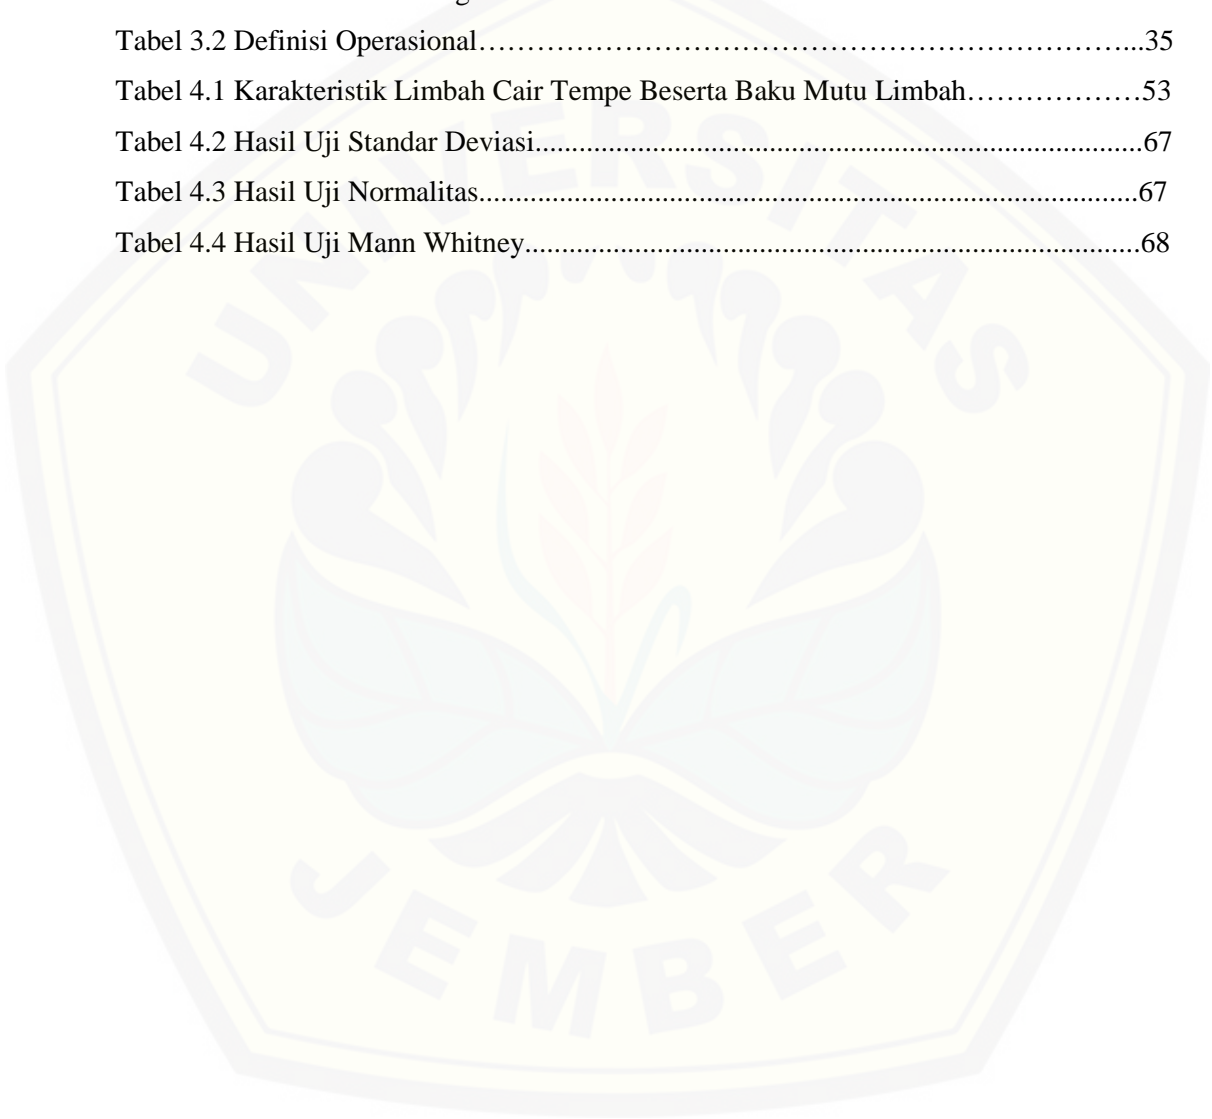 Tabel 3.2 Definisi Operasional……………………………………………………………...35
Tabel 4.1 Karakteristik Limbah Cair Tempe Beserta Baku Mutu Limbah………………53
Tabel 4.2 Hasil Uji Standar Deviasi.................................................................................67
Tabel 4.3 Hasil Uji Normalitas........................................................................................67
Tabel 4.4 Hasil Uji Mann Whitney..................................................................................68
UNIVERSITAS
JEMBER